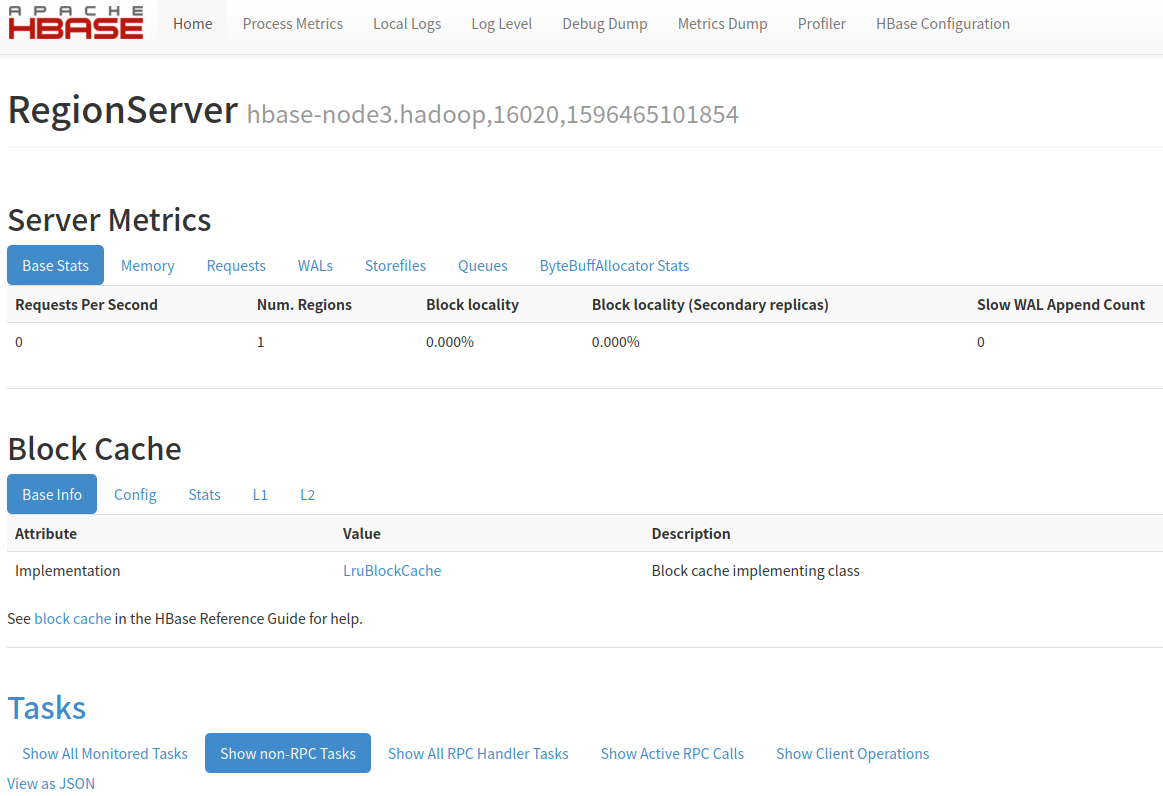 APACHE
HBASE
Home Process Metrics Local Logs Log Level Debug Dump Metrics Dump Profiler HBase Configuration
RegionServer hbase-node3.hadoop,16020,1596465101854
Server Metrics
Base Stats Memory Requests WALs Storefiles Queues ByteBuffAllocator Stats
Requests Per Second Num. Regions Block locality Block locality (Secondary replicas) Slow WAL Append Count
0 1 0.000% 0.000% 0
Block Cache
Base Info Config Stats L1 L2
Attribute Value Description
Implementation LruBlockCache Block cache implementing class
See block cache in the HBase Reference Guide for help.
Tasks
Show All Monitored Tasks Show non-RPC Tasks Show All RPC Handler Tasks Show Active RPC Calls Show Client Operations
View as JSON